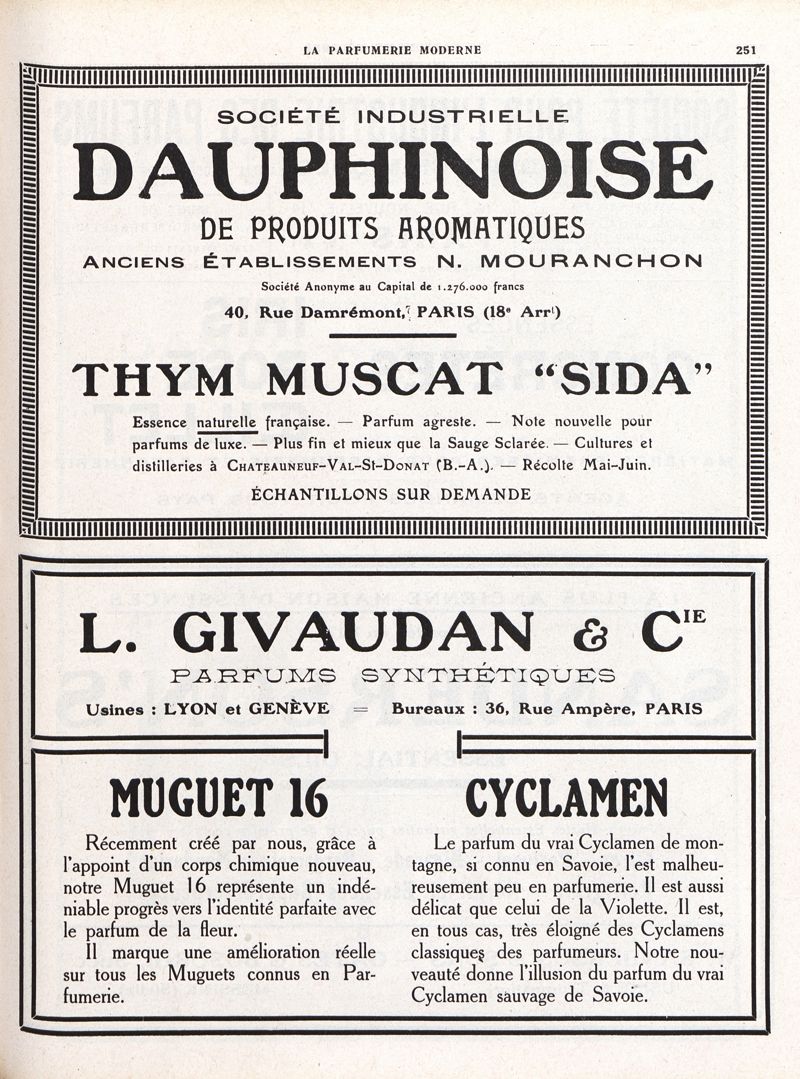 LA PARFUMERIE MODERNE 251
SOCIÉTÉ INDUSTRIELLE
DAUPHINOISE
DE PRODUITS AROMATIQUES
ANCIENS ÉTABLISSEMENTS N. MOURANCHON
Société Anonyme au Capital de 1.276.000 francs
40, Rue Damrémont, PARIS (18e Arrt)
THYM MUSCAT “SIDA”
Essence naturelle française. — Parfum agreste. — Note nouvelle pour
parfums de luxe. — Plus fin et mieux que la Sauge Sclarée. — Cultures et
distilleries à CHATEAUNEUF-VAL-St-DONAT (B.-A.). — Récolte Mai-Juin.
ÉCHANTILLONS SUR DEMANDE
L. GIVAUDAN & CIE
PARFUMS SYNTHÉTIQUES
Usines : LYON et GENÈVE = Bureaux : 36, Rue Ampère, PARIS
MUGUET 16
Récemment créé par nous, grâce à
l'appoint d'un corps chimique nouveau,
notre Muguet 16 représente un indé-
niable progrès vers l'identité parfaite avec
le parfum de la fleur.
Il marque une amélioration réelle
sur tous les Muguets connus en Par-
fumerie.
CYCLAMEN
Le parfum du vrai Cyclamen de mon-
tagne, si connu en Savoie, l'est malheu-
reusement peu en parfumerie. Il est aussi
délicat que celui de la Violette. Il est,
en tous cas, très éloigné des Cyclamens
classiques des parfumeurs. Notre nou-
veauté donne l'illusion du parfum du vrai
Cyclamen sauvage de Savoie.